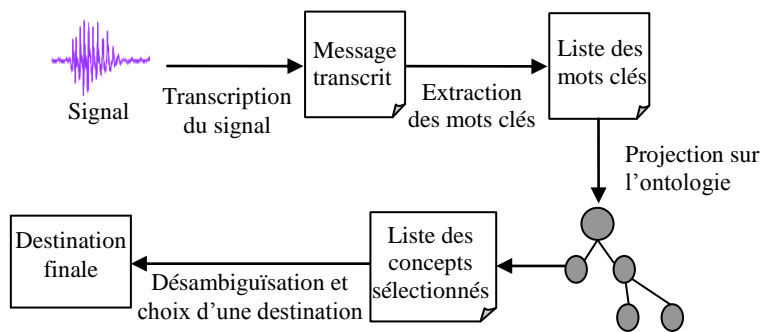 Signal
Transcription
du signal
Message
transcrit
Extraction
des mots clés
Liste des
mots clés
Projection sur
l’ontologie
Liste des
concepts
sélectionnés
Désambiguïsation et
choix d’une destination
Destination
finale